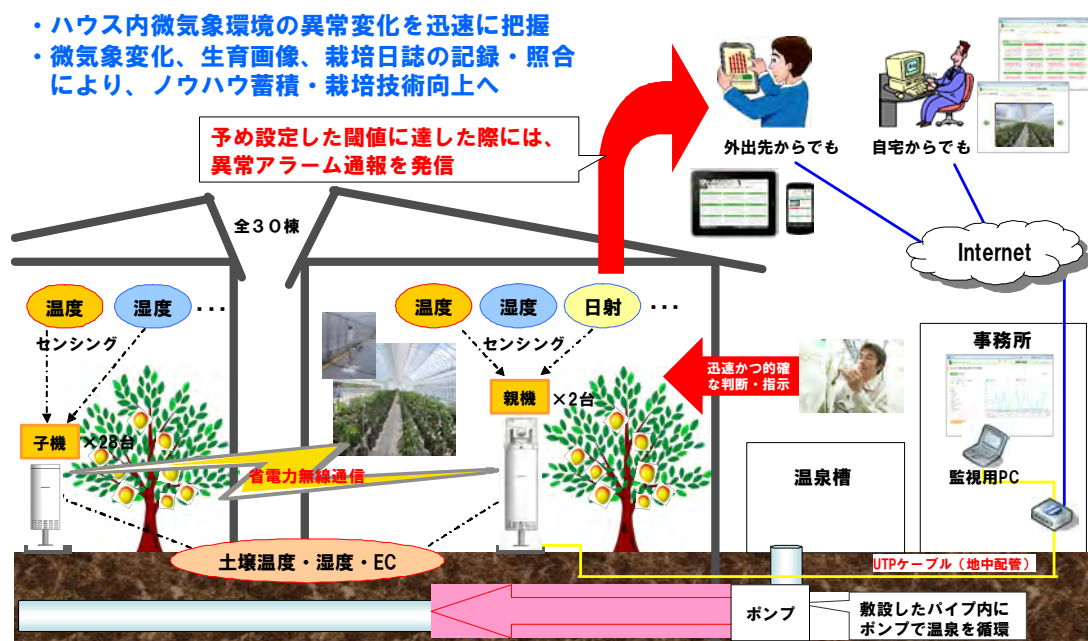 ・ハウス内微気象環境の異常変化を迅速に把握
・微気象変化、生育画像、栽培日誌の記録・照合
により、ノウハウ蓄積・栽培技術向上へ
予め設定した閾値に達した際には、
異常アラーム通報を発信
外出先からでも
自宅からでも
全30棟
Internet
温度
湿度
・・・
温度
湿度
日射
・・・
センシング
センシング
事務所
迅速かつ的確
な判断・指示
親機
×2台
子機
×28台
省電力無線通信
温泉槽
監視用PC
土壌温度・湿度・EC
UTPケーブル(地中配管)
ポンプ
敷設したパイプ内に
ポンプで温泉を循環